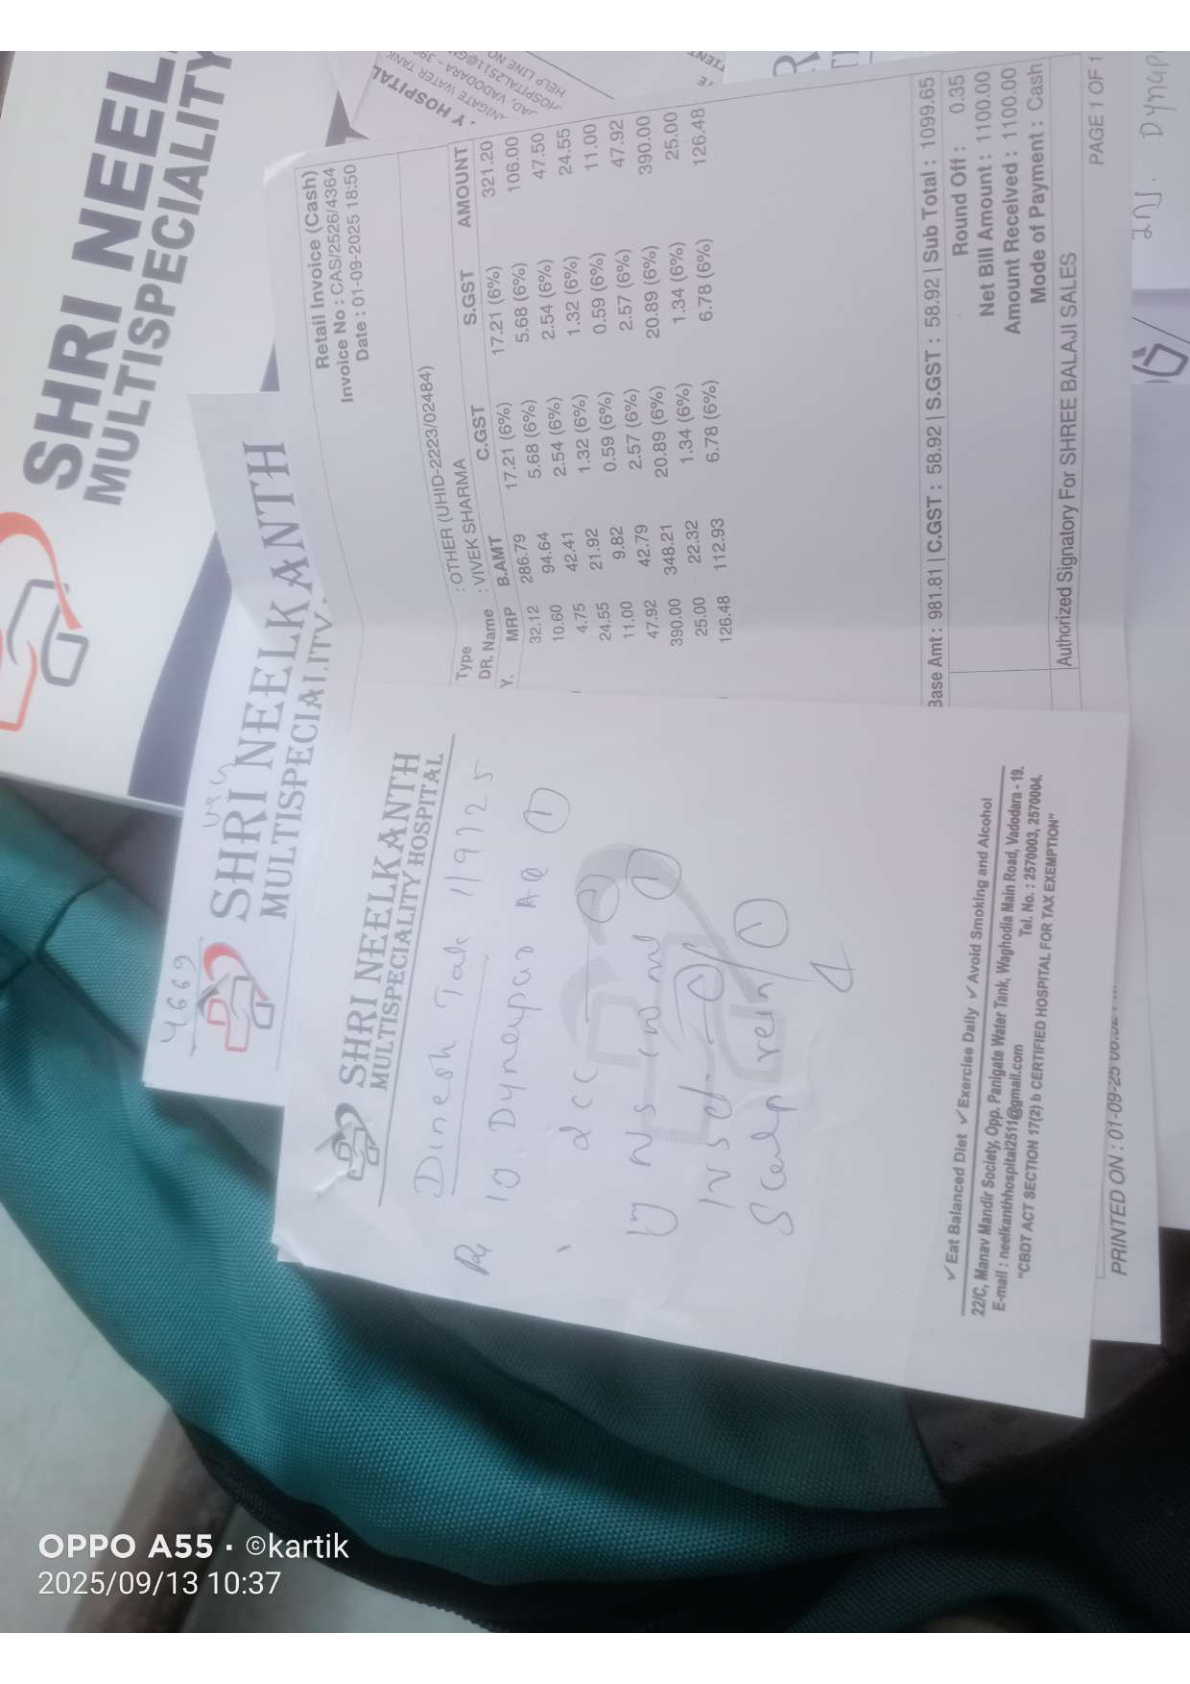 SHRI NEEL
MULTISPECIALITY
Y HOSPITAL
HELP LINE NO
4669
SHRI NEELKANTH
MULTISPECIALITY
Retail Invoice (Cash)
Invoice No : CAS/2526/4364
Date : 01-09-2025 18:50
Type : OTHER (UHID-2223/02484)
DR. Name : VIVEK SHARMA
Y. MRP B.AMT C.GST S.GST AMOUNT
32.12 286.79 17.21 (6%) 17.21 (6%) 321.20
10.60 94.64 5.68 (6%) 5.68 (6%) 106.00
4.75 42.41 2.54 (6%) 2.54 (6%) 47.50
24.55 21.92 1.32 (6%) 1.32 (6%) 24.55
11.00 9.82 0.59 (6%) 0.59 (6%) 11.00
47.92 42.79 2.57 (6%) 2.57 (6%) 47.92
390.00 348.21 20.89 (6%) 20.89 (6%) 390.00
25.00 22.32 1.34 (6%) 1.34 (6%) 25.00
126.48 112.93 6.78 (6%) 6.78 (6%) 126.48
Base Amt : 981.81 | C.GST : 58.92 | S.GST : 58.92 | Sub Total : 1099.65
Round Off : 0.35
Net Bill Amount : 1100.00
Amount Received : 1100.00
Mode of Payment : Cash
Authorized Signatory For SHREE BALAJI SALES
PAGE 1 OF 1
SHRI NEELKANTH
MULTISPECIALITY HOSPITAL
Dinesh Tale 1/9/25
10. Dynapar AQ 1
2cc
NS 100 ml 1
Scalp vein 1
✓ Eat Balanced Diet ✓ Exercise Daily ✓ Avoid Smoking and Alcohol
22/C, Manav Mandir Society, Opp. Panigate Water Tank, Waghodia Main Road, Vadodara - 19.
E-mail : neelkanthhospital2511@gmail.com Tel. No. : 2570003, 2570004.
"CBDT ACT SECTION 17(2) b CERTIFIED HOSPITAL FOR TAX EXEMPTION"
PRINTED ON : 01-09-25
OPPO A55 · ©kartik
2025/09/13 10:37